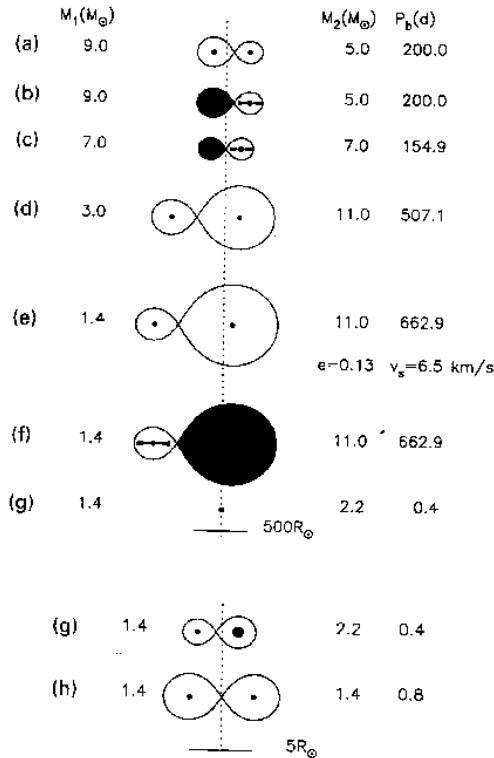 M₁(M☉) M₂(M☉) P_b(d)
(a) 9.0 5.0 200.0
(b) 9.0 5.0 200.0
(c) 7.0 7.0 154.9
(d) 3.0 11.0 507.1
(e) 1.4 11.0 662.9
e=0.13 v_s=6.5 km/s
(f) 1.4 11.0 662.9
(g) 1.4 2.2 0.4
500R☉
(g) 1.4 2.2 0.4
(h) 1.4 1.4 0.8
5R☉